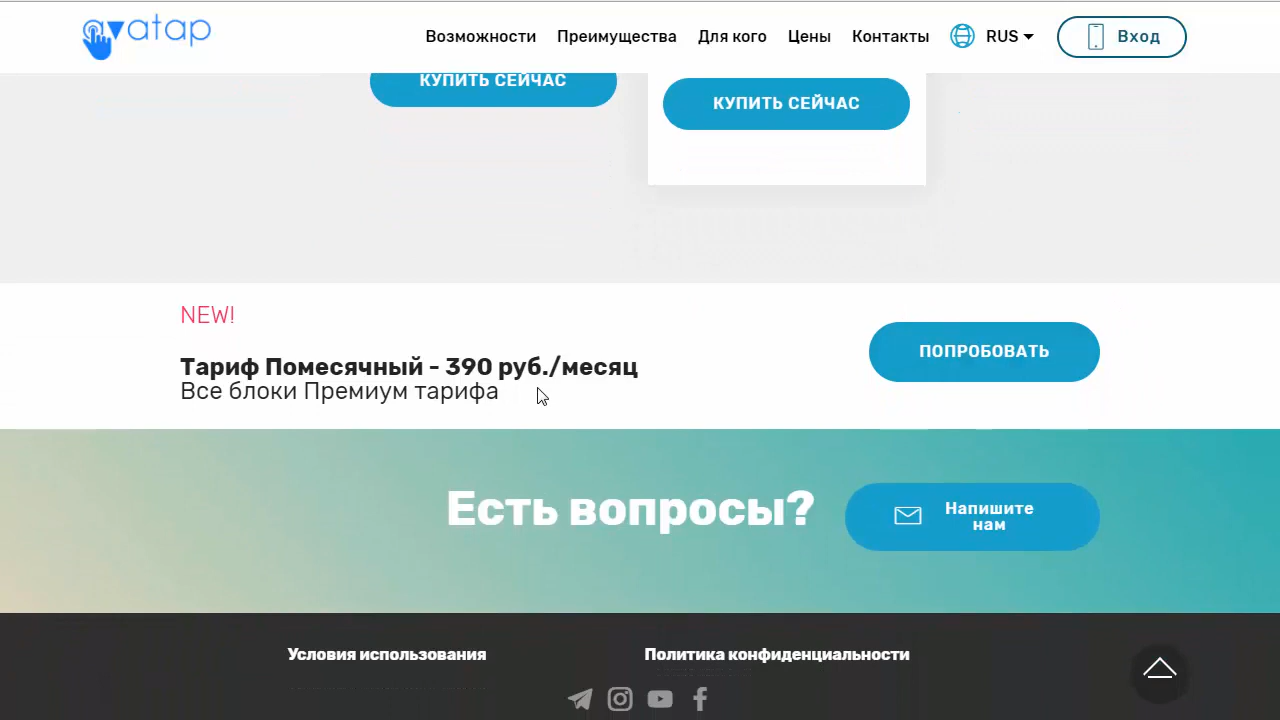 avatap
Возможности Преимущества Для кого Цены Контакты RUS Вход
КУПИТЬ СЕЙЧАС
КУПИТЬ СЕЙЧАС
NEW!
Тариф Помесячный - 390 руб./месяц
Все блоки Премиум тарифа
ПОПРОБОВАТЬ
Есть вопросы?
Напишите
нам
Условия использования Политика конфиденциальности